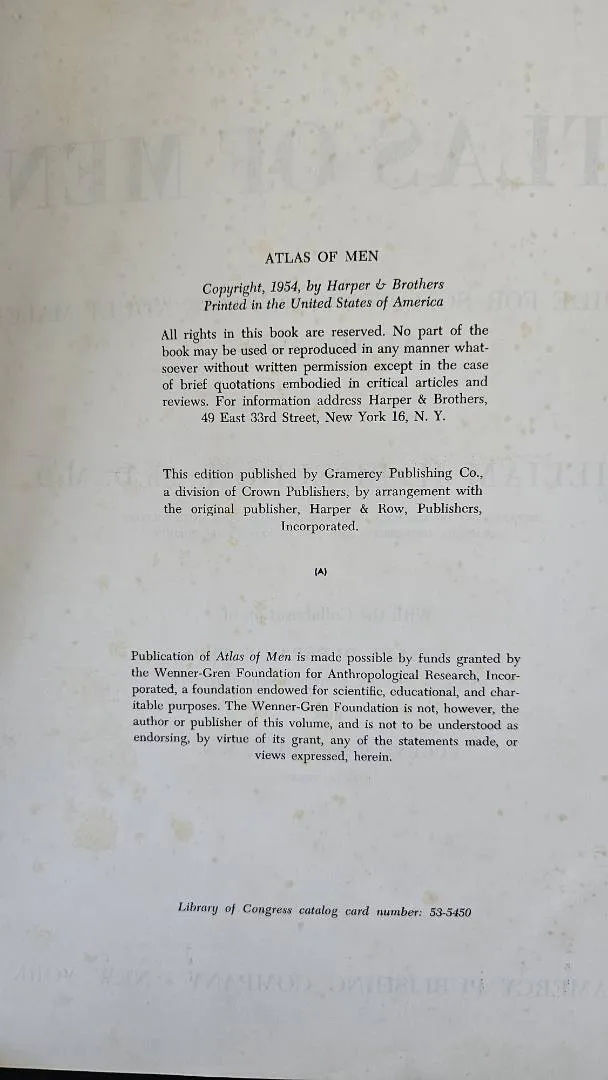 ATLAS OF MEN
Copyright, 1954, by Harper & Brothers
Printed in the United States of America
All rights in this book are reserved. No part of the
book may be used or reproduced in any manner what-
soever without written permission except in the case
of brief quotations embodied in critical articles and
reviews. For information address Harper & Brothers,
49 East 33rd Street, New York 16, N. Y.
This edition published by Gramercy Publishing Co.,
a division of Crown Publishers, by arrangement with
the original publisher, Harper & Row, Publishers,
Incorporated.
(A)
Publication of Atlas of Men is made possible by funds granted by
the Wenner-Gren Foundation for Anthropological Research, Incor-
porated, a foundation endowed for scientific, educational, and char-
itable purposes. The Wenner-Gren Foundation is not, however, the
author or publisher of this volume, and is not to be understood as
endorsing, by virtue of its grant, any of the statements made, or
views expressed, herein.
Library of Congress catalog card number: 53-5450